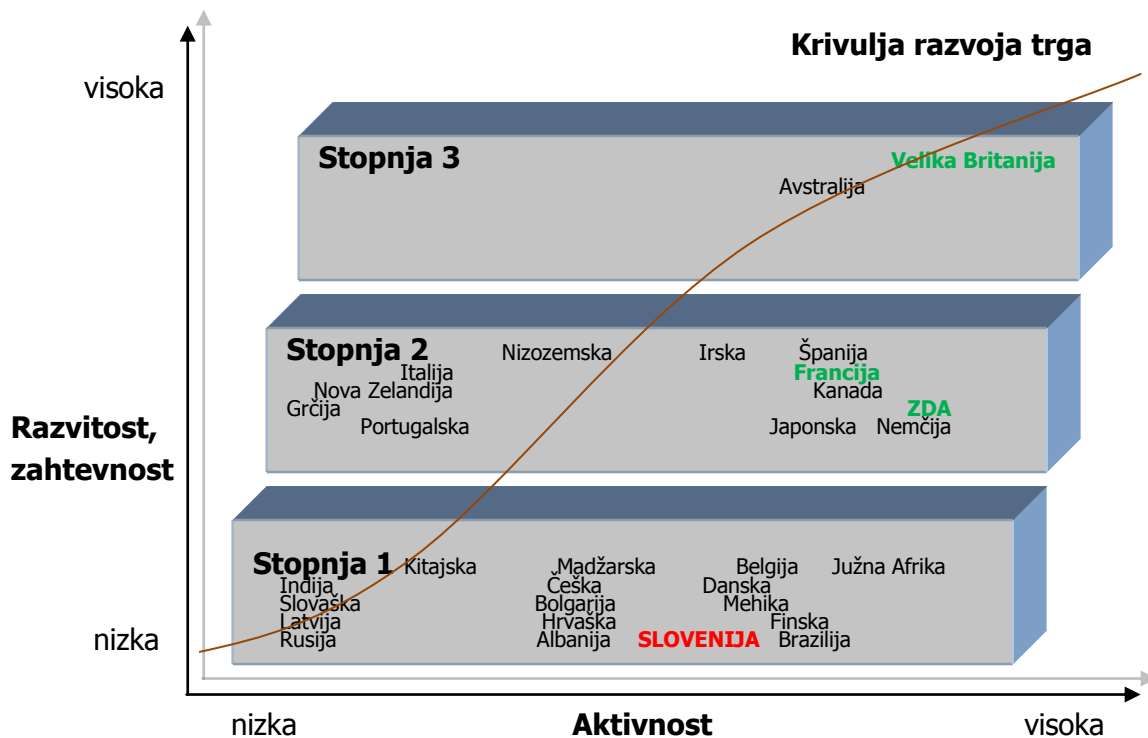 Krivulja razvoja trga
visoka
Stopnja 3
Velika Britanija
Avstralija
Stopnja 2
Nizozemska
Irska
Španija
Italija
Francija
Nova Zelandija
Kanada
Grčija
ZDA
Portugalska
Japonska
Nemčija
Razvitost,
zahtevnost
Stopnja 1
Kitajska
Madžarska
Belgija
Južna Afrika
Indija
Češka
Danska
Slovaška
Bolgarija
Mehika
Latvija
Hrvaška
Finska
Rusija
Albanija
SLOVENIJA
Brazilija
nizka
nizka
Aktivnost
visoka